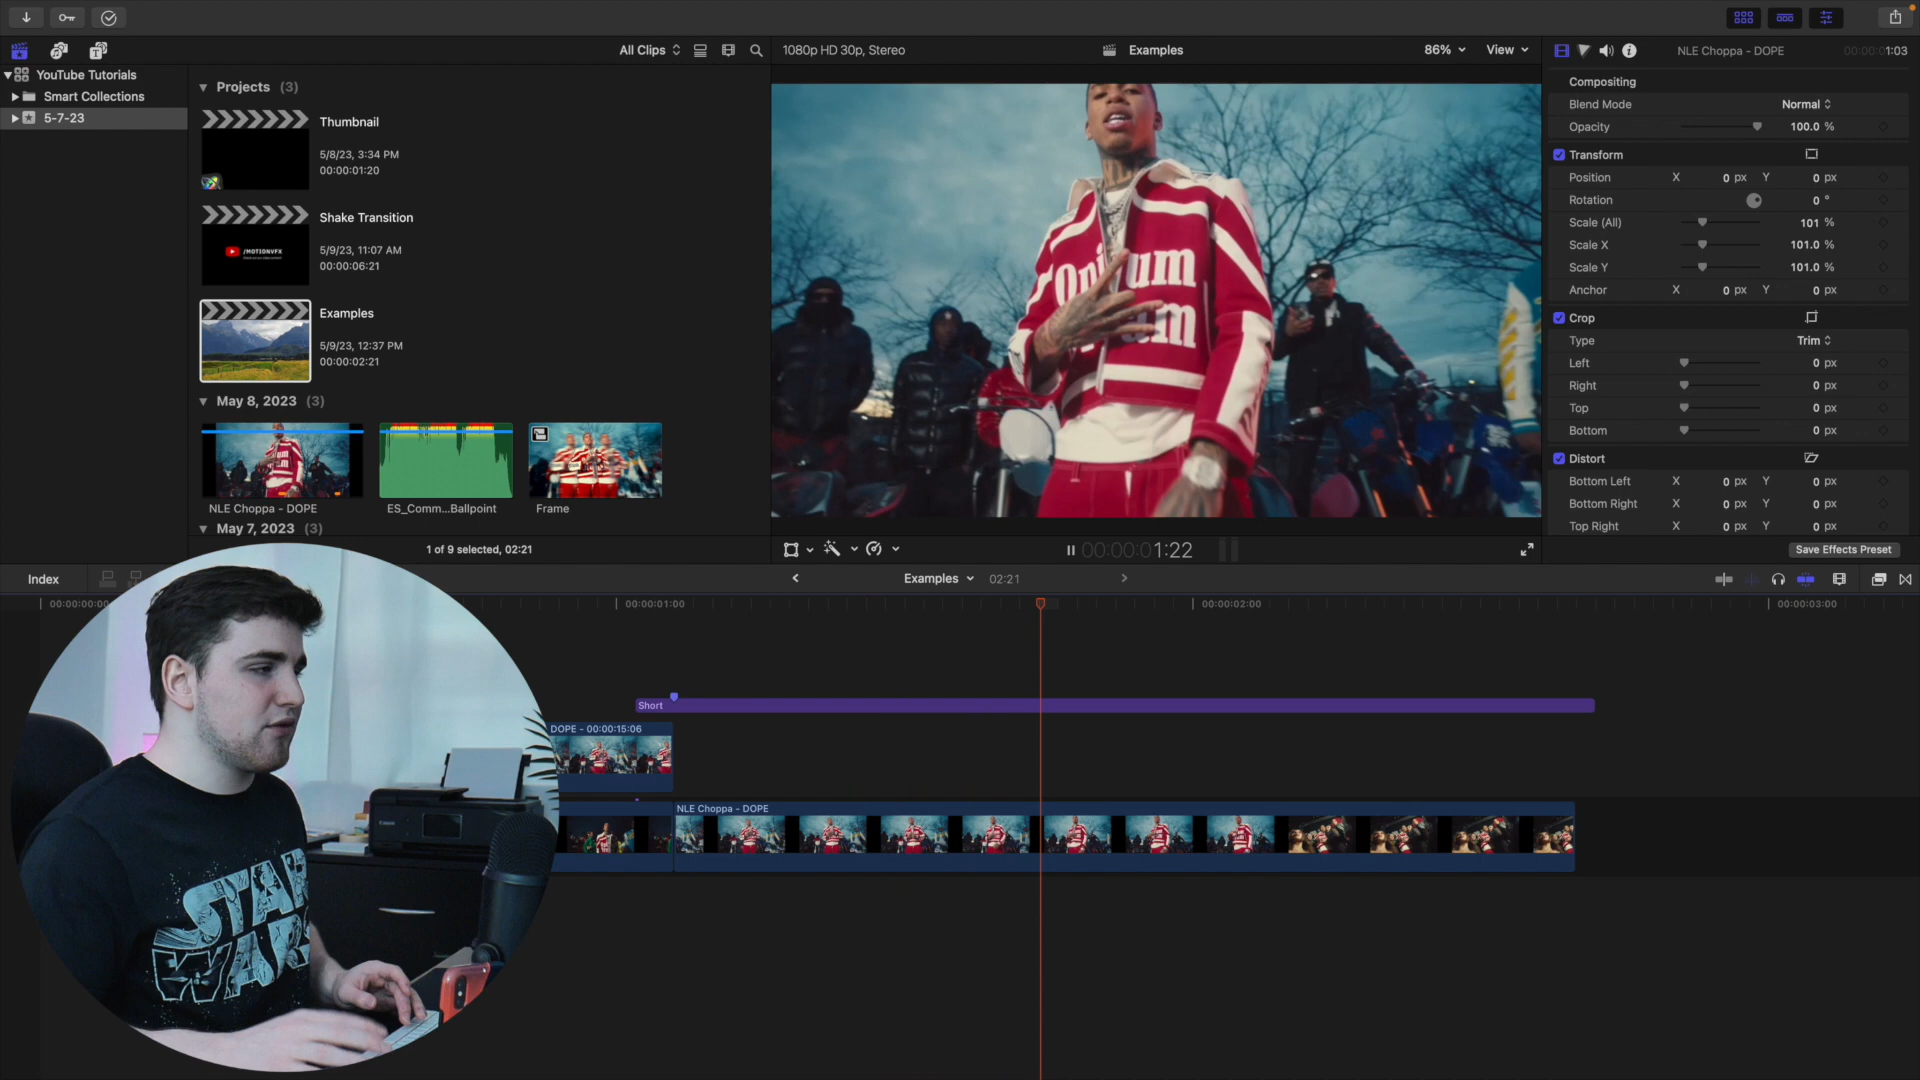 All Clips
1080p HD 30p, Stereo
Examples
86%
View
NLE Choppa - DOPE
00:00:01:03
YouTube Tutorials
Smart Collections
5-7-23
Projects (3)
Thumbnail
5/8/23, 3:34 PM
00:00:01:20
Shake Transition
/MOTIONVFX
5/9/23, 11:07 AM
00:00:06:21
Examples
5/9/23, 12:37 PM
00:00:02:21
May 8, 2023 (3)
NLE Choppa - DOPE
ES_Comm...Ballpoint
Frame
May 7, 2023 (3)
1 of 9 selected, 02:21
00:00:01:22
Compositing
Blend Mode Normal
Opacity 100.0 %
Transform
Position X 0 px Y 0 px
Rotation 0 °
Scale (All) 101 %
Scale X 101.0 %
Scale Y 101.0 %
Anchor X 0 px Y 0 px
Crop
Type Trim
Left 0 px
Right 0 px
Top 0 px
Bottom 0 px
Distort
Bottom Left X 0 px Y 0 px
Bottom Right X 0 px Y 0 px
Top Right X 0 px Y 0 px
Save Effects Preset
Index
Examples
02:21
00:00:00:00
00:00:01:00
00:00:02:00
00:00:03:00
Short
DOPE - 00:00:15:06
NLE Choppa - DOPE
STAR
WARS